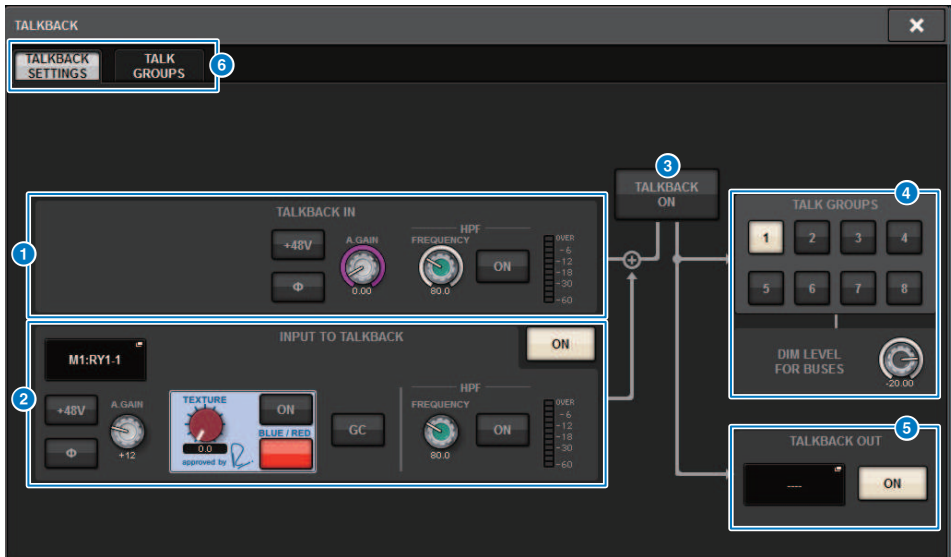 TALKBACK
TALKBACK SETTINGS
TALK GROUPS
6
3
TALKBACK ON
4
TALK GROUPS
1 2 3 4
5 6 7 8
DIM LEVEL FOR BUSES
-20.00
1
TALKBACK IN
+48V
Φ
A.GAIN
0.00
HPF
FREQUENCY
80.0
ON
OVER
-6
-12
-18
-30
-60
2
INPUT TO TALKBACK
ON
M1:RY1-1
+48V
Φ
A.GAIN
+12
TEXTURE
0.0
approved by
ON
BLUE / RED
GC
HPF
FREQUENCY
80.0
ON
OVER
-6
-12
-18
-30
-60
5
TALKBACK OUT
----
ON